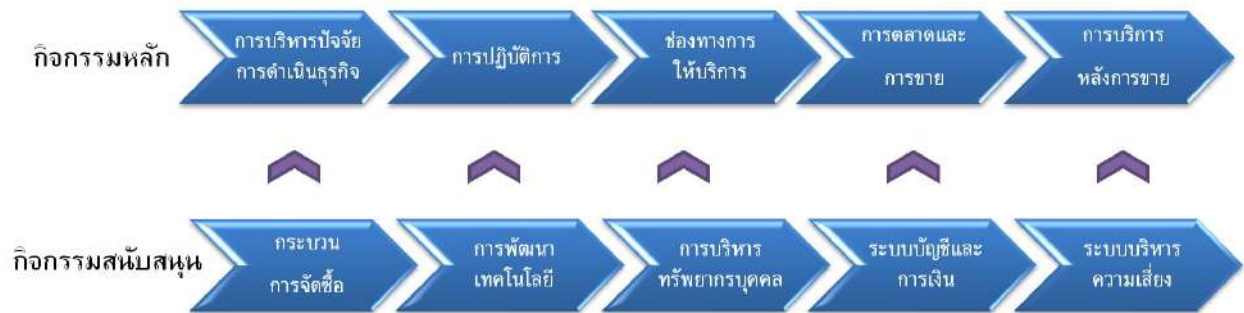 กิจกรรมหลัก
การบริหารปัจจัย
การดำเนินธุรกิจ
การปฏิบัติการ
ช่องทางการ
ให้บริการ
การตลาดและ
การขาย
การบริการ
หลังการขาย
กิจกรรมสนับสนุน
กระบวน
การจัดซื้อ
การพัฒนา
เทคโนโลยี
การบริหาร
ทรัพยากรบุคคล
ระบบบัญชีและ
การเงิน
ระบบบริหาร
ความเสี่ยง